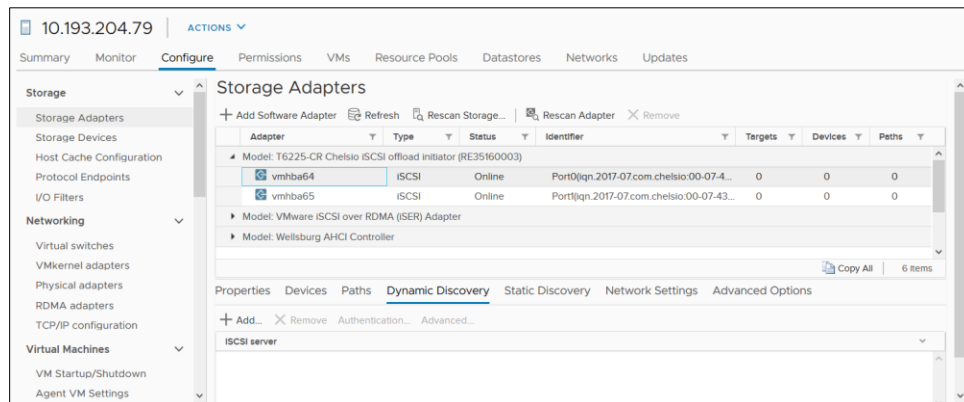 10.193.204.79 ACTIONS
Summary Monitor Configure Permissions VMs Resource Pools Datastores Networks Updates
Storage
Storage Adapters
Storage Devices
Host Cache Configuration
Protocol Endpoints
I/O Filters
Networking
Virtual switches
VMkernel adapters
Physical adapters
RDMA adapters
TCP/IP configuration
Virtual Machines
VM Startup/Shutdown
Agent VM Settings
Storage Adapters
+ Add Software Adapter Refresh Rescan Storage... Rescan Adapter Remove
Adapter Type Status Identifier Targets Devices Paths
Model: T6225-CR Chelsio iSCSI offload initiator (RE35160003)
vmhba64 iSCSI Online Port0(iqn.2017-07.com.chelsio:00-07-4... 0 0 0
vmhba65 iSCSI Online Port1(iqn.2017-07.com.chelsio:00-07-43... 0 0 0
Model: VMware iSCSI over RDMA (iSER) Adapter
Model: Wellsburg AHCI Controller
Copy All 6 items
Properties Devices Paths Dynamic Discovery Static Discovery Network Settings Advanced Options
+ Add... Remove Authentication... Advanced...
iSCSI server